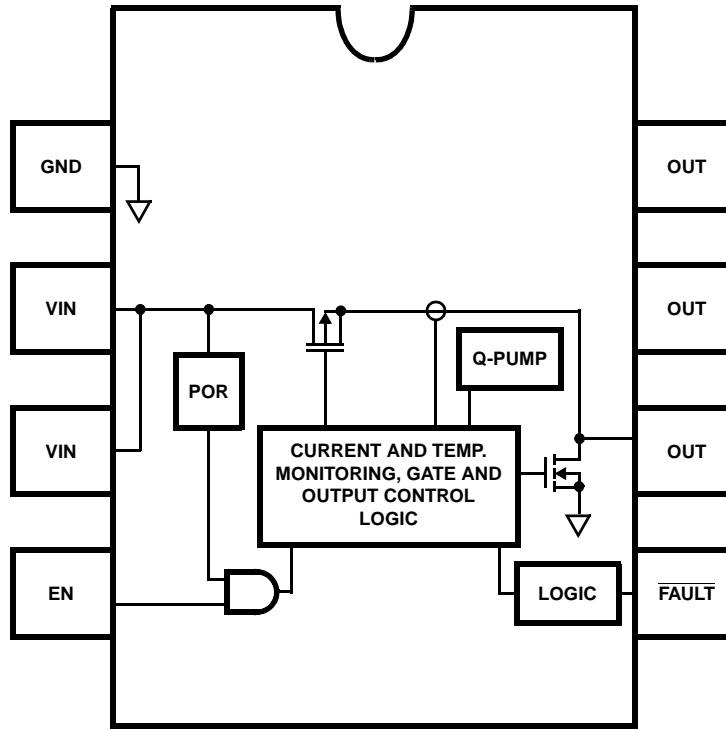 GND
OUT
VIN
OUT
POR
Q-PUMP
VIN
CURRENT AND TEMP.
MONITORING, GATE AND
OUTPUT CONTROL
LOGIC
OUT
EN
LOGIC
FAULT